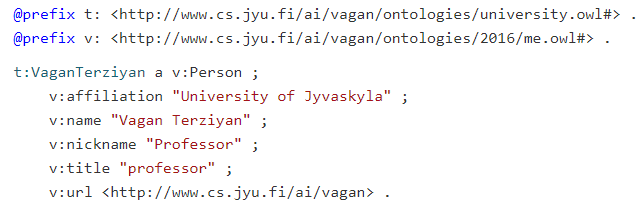 @prefix t: <http://www.cs.jyu.fi/ai/vagan/ontologies/university.owl#> .
@prefix v: <http://www.cs.jyu.fi/ai/vagan/ontologies/2016/me.owl#> .
t:VaganTerziyan a v:Person ;
v:affiliation "University of Jyvaskyla" ;
v:name "Vagan Terziyan" ;
v:nickname "Professor" ;
v:title "professor" ;
v:url <http://www.cs.jyu.fi/ai/vagan> .